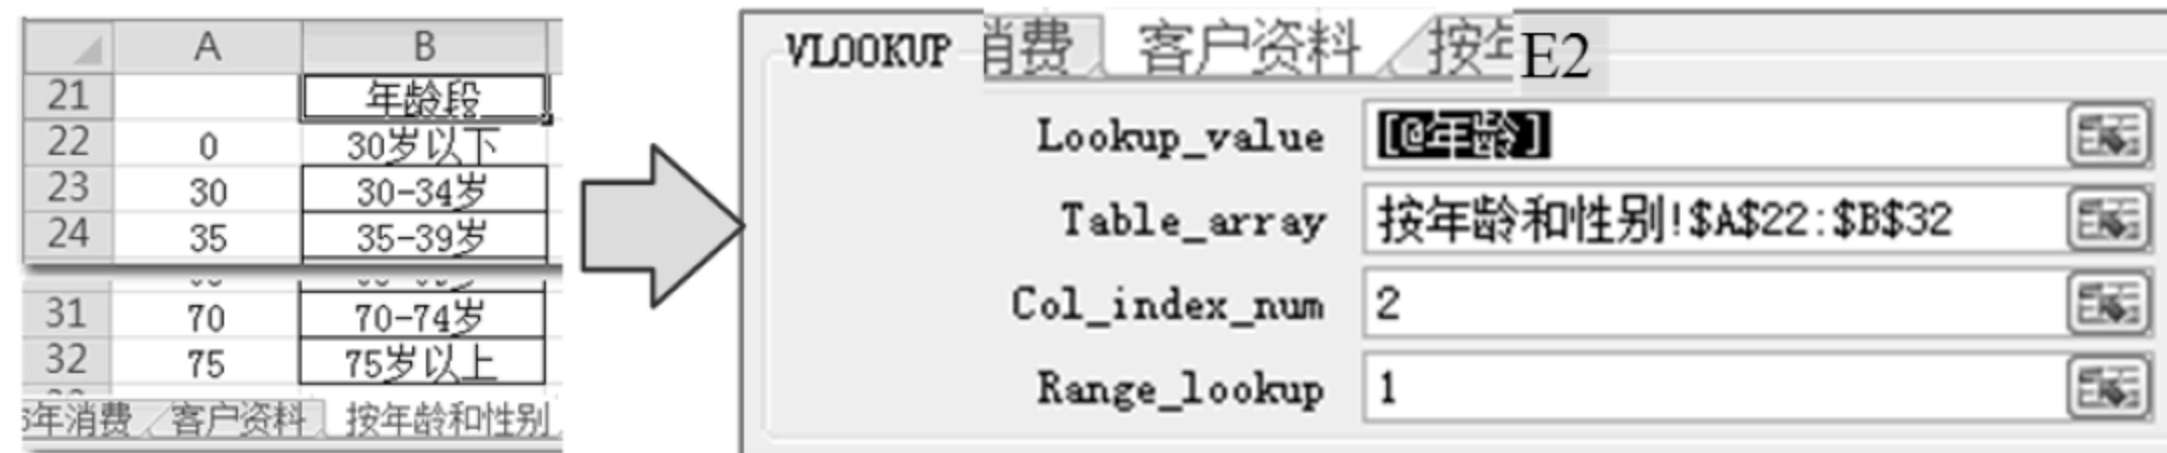 A B
21 年龄段
22 0 30岁以下
23 30 30-34岁
24 35 35-39岁
31 70 70-74岁
32 75 75岁以上
年消费 客户资料 按年龄和性别
VLOOKUP 消费 客户资料 按年 E2
Lookup_value [@年龄]
Table_array 按年龄和性别!$A$22:$B$32
Col_index_num 2
Range_lookup 1